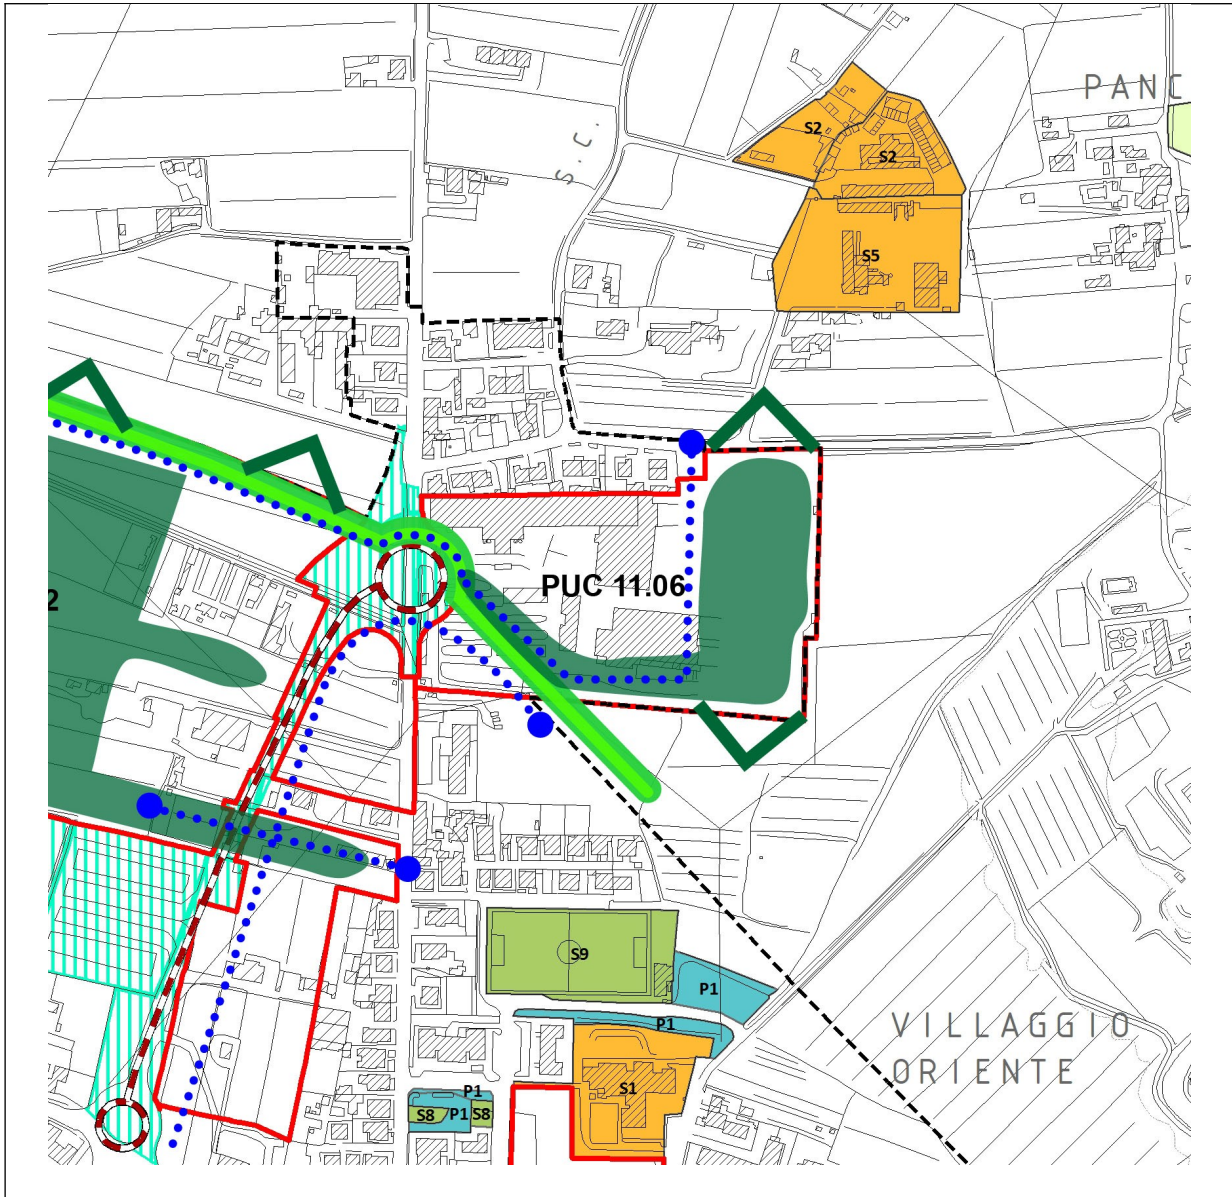 PANC
S2
S2
S.C.
S5
PUC 11.06
2
S9
P1
P1
VILLAGGIO
ORIENTE
S1
P1
S8
P1
S8